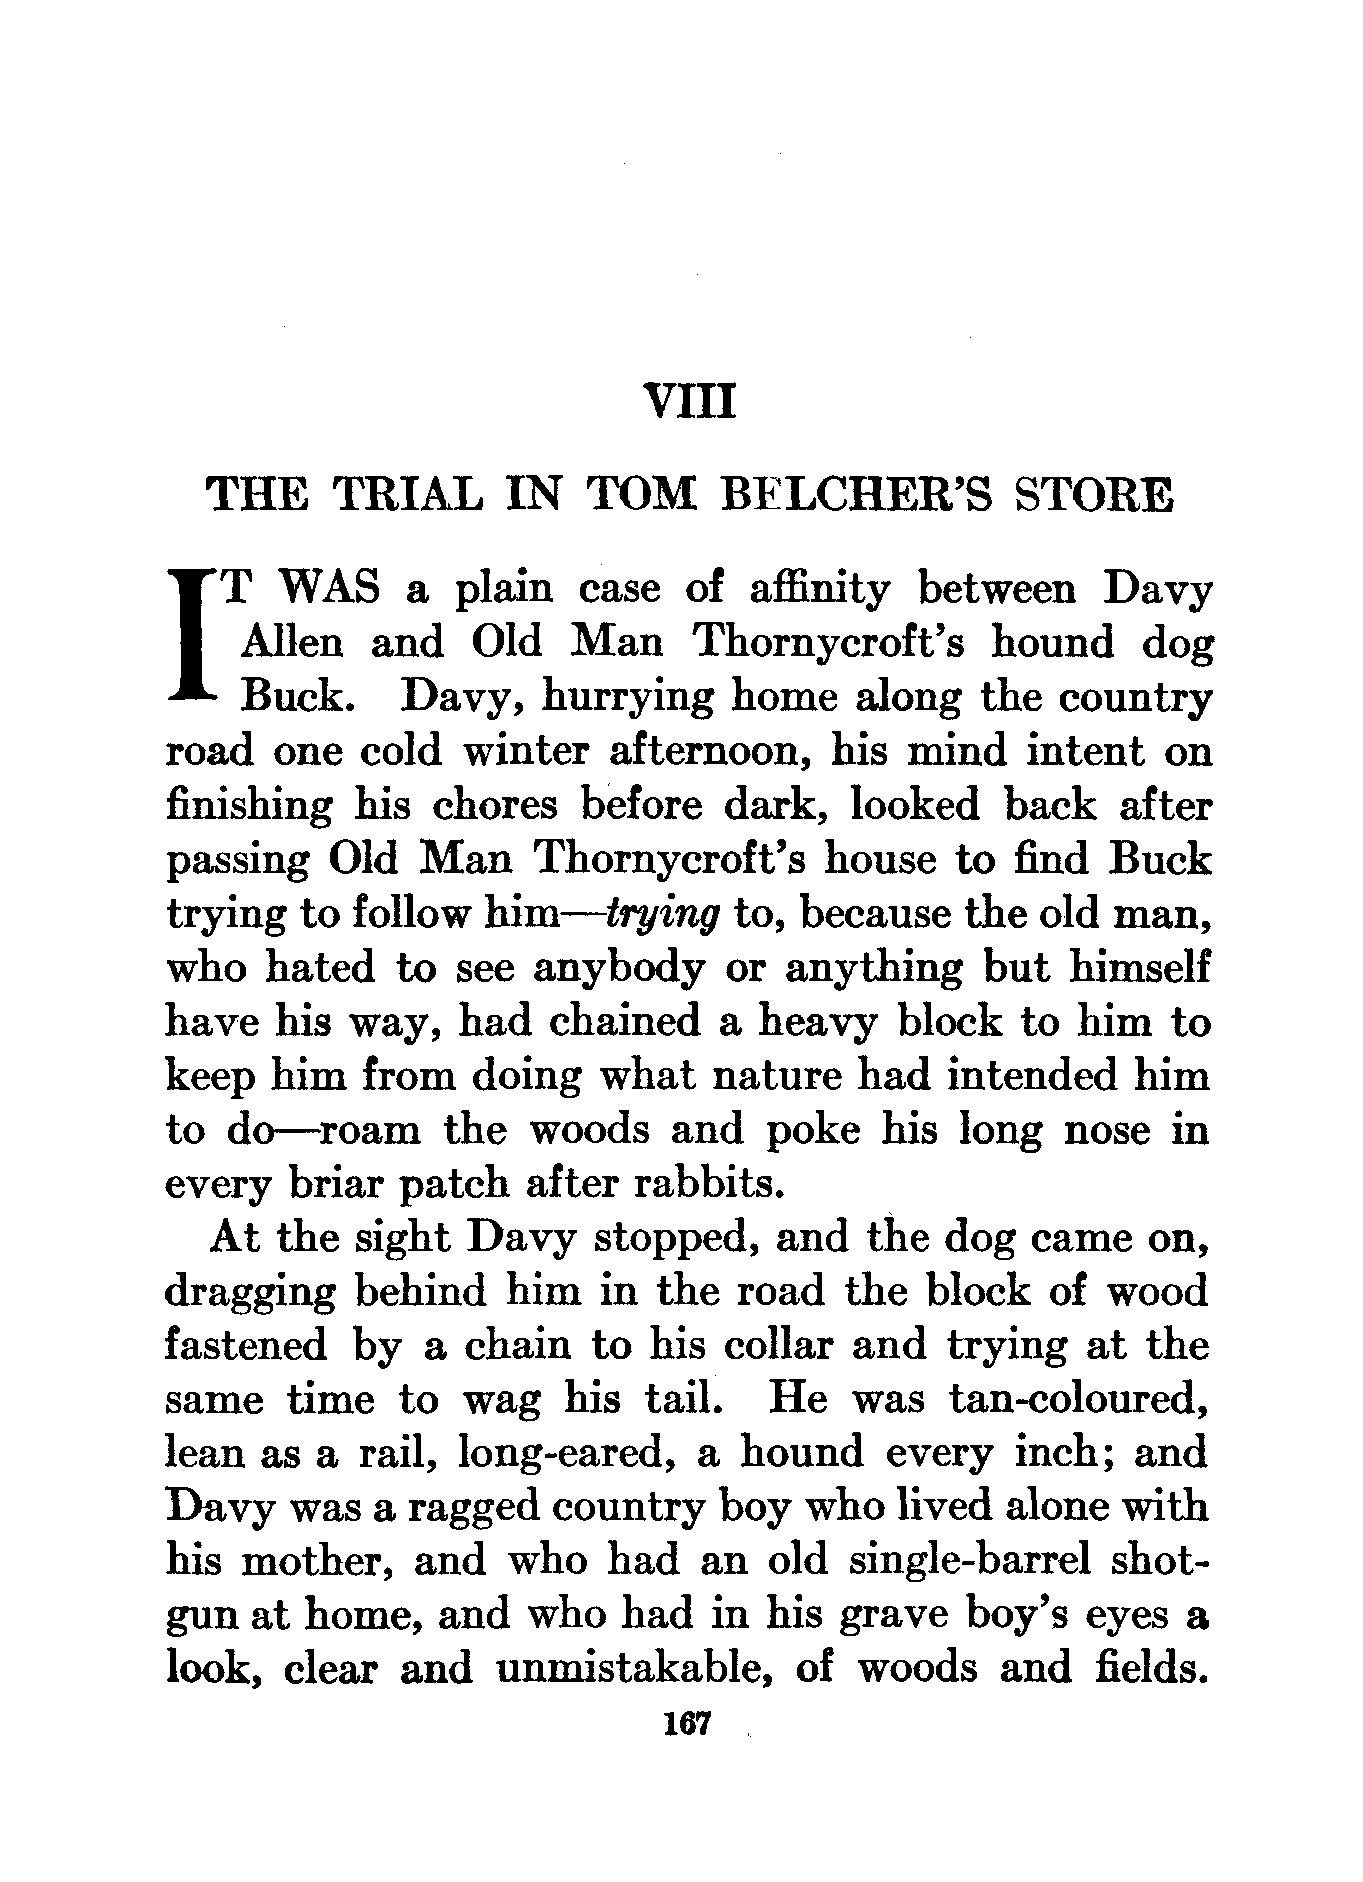 VIII
THE TRIAL IN TOM BELCHER'S STORE
IT WAS a plain case of affinity between Davy
Allen and Old Man Thornycroft's hound dog
Buck. Davy, hurrying home along the country
road one cold winter afternoon, his mind intent on
finishing his chores before dark, looked back after
passing Old Man Thornycroft's house to find Buck
trying to follow him—trying to, because the old man,
who hated to see anybody or anything but himself
have his way, had chained a heavy block to him to
keep him from doing what nature had intended him
to do—roam the woods and poke his long nose in
every briar patch after rabbits.
At the sight Davy stopped, and the dog came on,
dragging behind him in the road the block of wood
fastened by a chain to his collar and trying at the
same time to wag his tail. He was tan-coloured,
lean as a rail, long-eared, a hound every inch; and
Davy was a ragged country boy who lived alone with
his mother, and who had an old single-barrel shot-
gun at home, and who had in his grave boy's eyes a
look, clear and unmistakable, of woods and fields.
167